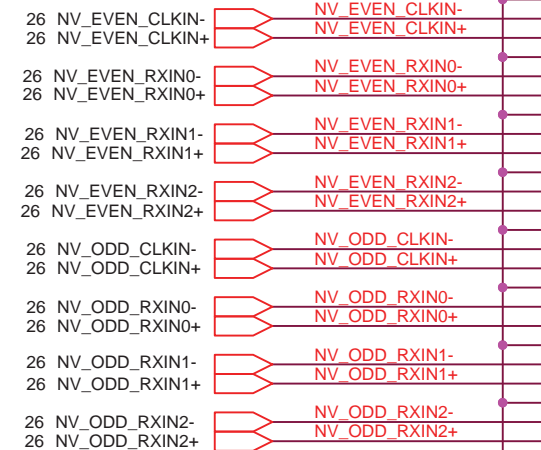 26 NV_EVEN_CLKIN- NV_EVEN_CLKIN-
26 NV_EVEN_CLKIN+ NV_EVEN_CLKIN+
26 NV_EVEN_RXIN0- NV_EVEN_RXIN0-
26 NV_EVEN_RXIN0+ NV_EVEN_RXIN0+
26 NV_EVEN_RXIN1- NV_EVEN_RXIN1-
26 NV_EVEN_RXIN1+ NV_EVEN_RXIN1+
26 NV_EVEN_RXIN2- NV_EVEN_RXIN2-
26 NV_EVEN_RXIN2+ NV_EVEN_RXIN2+
26 NV_ODD_CLKIN- NV_ODD_CLKIN-
26 NV_ODD_CLKIN+ NV_ODD_CLKIN+
26 NV_ODD_RXIN0- NV_ODD_RXIN0-
26 NV_ODD_RXIN0+ NV_ODD_RXIN0+
26 NV_ODD_RXIN1- NV_ODD_RXIN1-
26 NV_ODD_RXIN1+ NV_ODD_RXIN1+
26 NV_ODD_RXIN2- NV_ODD_RXIN2-
26 NV_ODD_RXIN2+ NV_ODD_RXIN2+